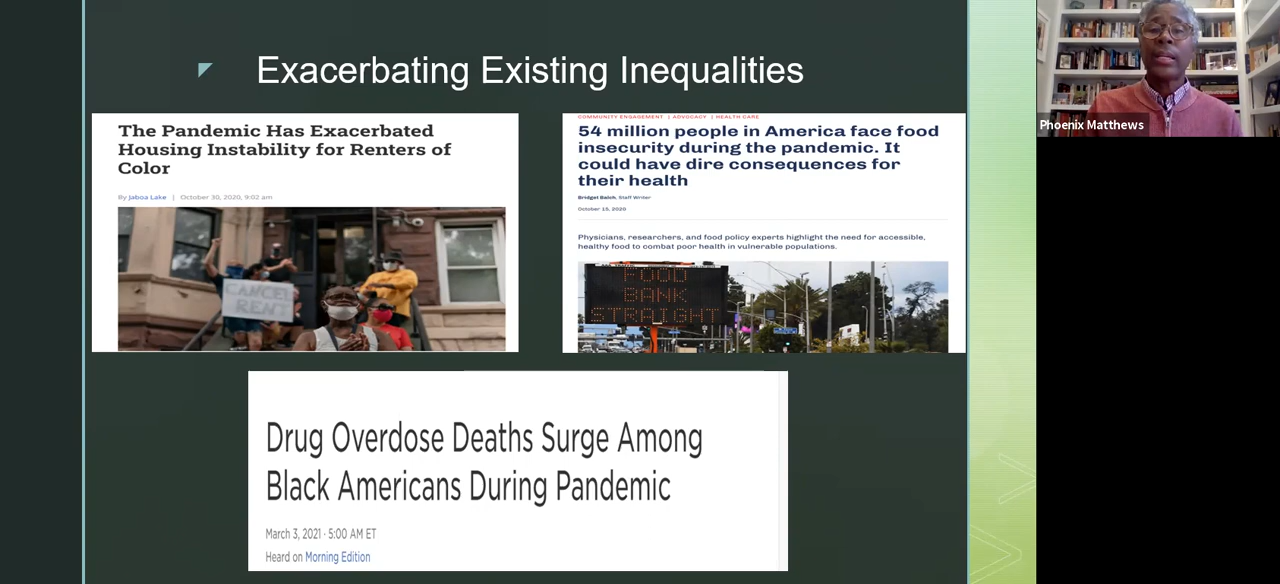 Exacerbating Existing Inequalities
The Pandemic Has Exacerbated
Housing Instability for Renters of
Color
By Jaboa Lake | October 30, 2020, 9:02 am
CANCEL
RENT
COMMUNITY ENGAGEMENT | ADVOCACY | HEALTH CARE
54 million people in America face food
insecurity during the pandemic. It
could have dire consequences for
their health
Bridget Balch, Staff Writer
October 15, 2020
Physicians, researchers, and food policy experts highlight the need for accessible,
healthy food to combat poor health in vulnerable populations.
FOOD
BANK
STRAIGHT
Drug Overdose Deaths Surge Among
Black Americans During Pandemic
March 3, 2021 · 5:00 AM ET
Heard on Morning Edition
Phoenix Matthews